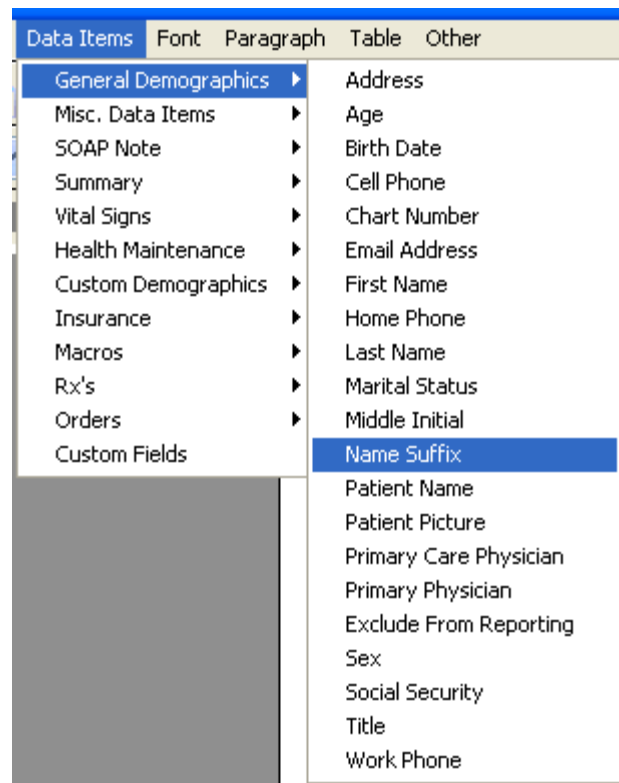 Data Items Font Paragraph Table Other
General Demographics
Misc. Data Items
SOAP Note
Summary
Vital Signs
Health Maintenance
Custom Demographics
Insurance
Macros
Rx's
Orders
Custom Fields
Address
Age
Birth Date
Cell Phone
Chart Number
Email Address
First Name
Home Phone
Last Name
Marital Status
Middle Initial
Name Suffix
Patient Name
Patient Picture
Primary Care Physician
Primary Physician
Exclude From Reporting
Sex
Social Security
Title
Work Phone